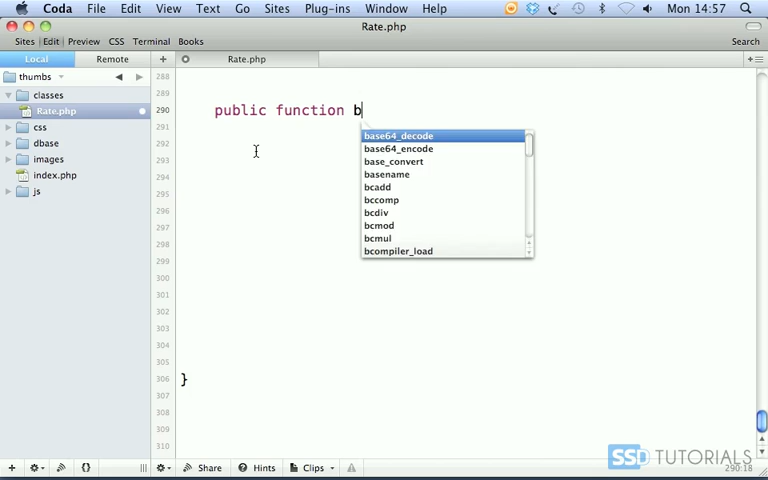 Coda File Edit View Text Go Sites Plug-ins Window Help Mon 14:57
Rate.php
Sites Edit Preview CSS Terminal Books Search
Local Remote + Rate.php
thumbs
classes
Rate.php
css
dbase
images
index.php
js
288
289
290 public function b
291
292
293
294
295
296
297
298
299
300
301
302
303
304
305
306 }
307
308
309
310
base64_decode
base64_encode
base_convert
basename
bcadd
bccomp
bcdiv
bcmod
bcmul
bcompiler_load
Share Hints Clips
SSDTUTORIALS
290:18